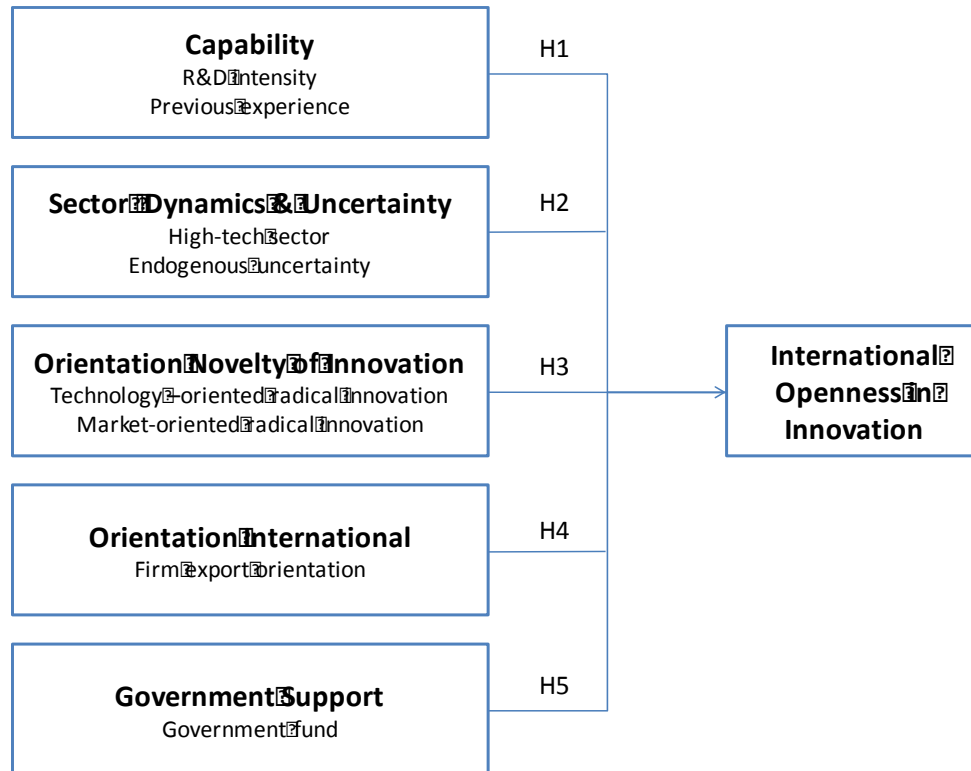 Capability
R&D intensity
Previous experience
H1
Sector Dynamics & Uncertainty
High-tech sector
Endogenous uncertainty
H2
Orientation Novelty of Innovation
Technology –oriented radical innovation
Market-oriented radical innovation
H3
Orientation International
Firm export orientation
H4
Government Support
Government fund
H5
International
Openness in
Innovation